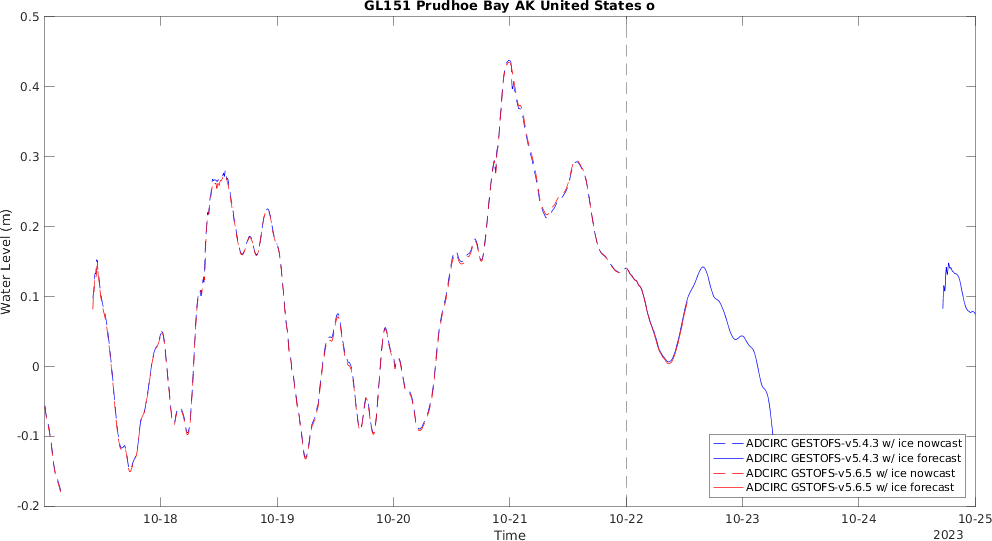 GL151 Prudhoe Bay AK United States o
0.5
0.4
0.3
0.2
0.1
0
-0.1
-0.2
Water Level (m)
10-18
10-19
10-20
10-21
10-22
10-23
10-24
10-25
Time
2023
ADCIRC GESTOFS-v5.4.3 w/ ice nowcast
ADCIRC GESTOFS-v5.4.3 w/ ice forecast
ADCIRC GSTOFS-v5.6.5 w/ ice nowcast
ADCIRC GSTOFS-v5.6.5 w/ ice forecast